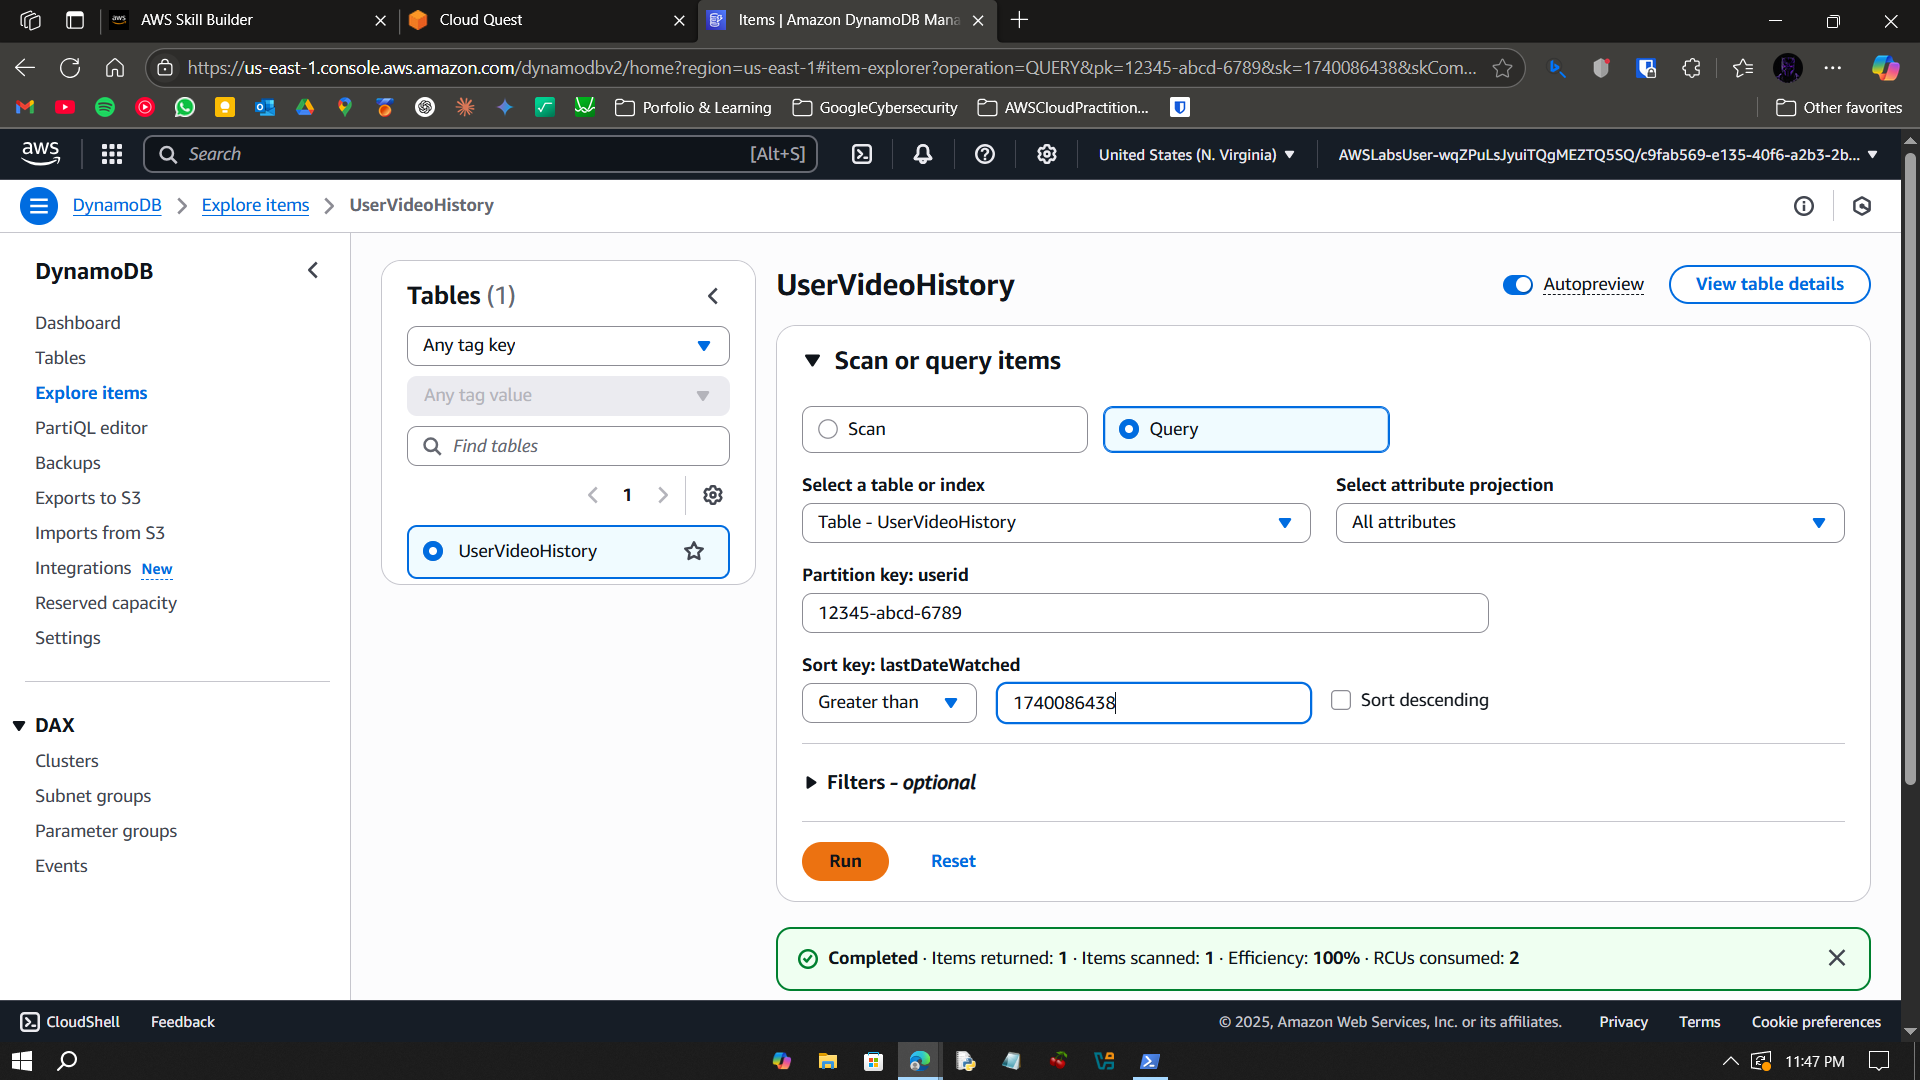 AWS Skill Builder
Cloud Quest
Items | Amazon DynamoDB Mana
https://us-east-1.console.aws.amazon.com/dynamodbv2/home?region=us-east-1#item-explorer?operation=QUERY&pk=12345-abcd-6789&sk=1740086438&skCom...
Porfolio & Learning
GoogleCybersecurity
AWSCloudPractition...
Other favorites
aws
Search
[Alt+S]
United States (N. Virginia)
AWSLabsUser-wqZPuLsJyuiTQgMEZTQ5SQ/c9fab569-e135-40f6-a2b3-2b...
DynamoDB
Explore items
UserVideoHistory
DynamoDB
Dashboard
Tables
Explore items
PartiQL editor
Backups
Exports to S3
Imports from S3
Integrations New
Reserved capacity
Settings
DAX
Clusters
Subnet groups
Parameter groups
Events
Tables (1)
Any tag key
Any tag value
Find tables
1
UserVideoHistory
UserVideoHistory
Autopreview
View table details
Scan or query items
Scan
Query
Select a table or index
Table - UserVideoHistory
Select attribute projection
All attributes
Partition key: userid
12345-abcd-6789
Sort key: lastDateWatched
Greater than
1740086438
Sort descending
Filters - optional
Run
Reset
Completed · Items returned: 1 · Items scanned: 1 · Efficiency: 100% · RCUs consumed: 2
CloudShell
Feedback
© 2025, Amazon Web Services, Inc. or its affiliates.
Privacy
Terms
Cookie preferences
11:47 PM